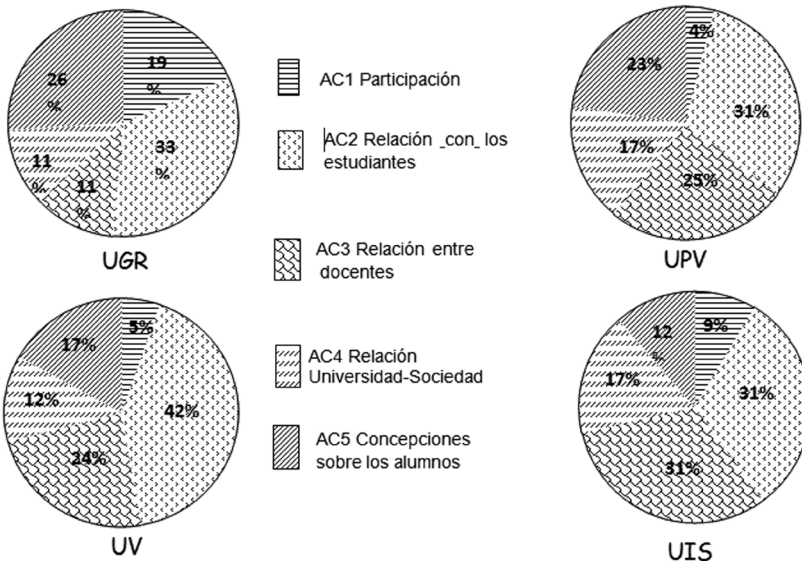 19
%
33
%
11
%
11
%
26
%
UGR
AC1 Participación
AC2 Relación _con_ los
estudiantes
AC3 Relación entre
docentes
AC4 Relación
Universidad-Sociedad
AC5 Concepciones
sobre los alumnos
4%
31%
25%
17%
23%
UPV
5%
42%
24%
12%
17%
UV
9%
31%
31%
17%
12
%
UIS